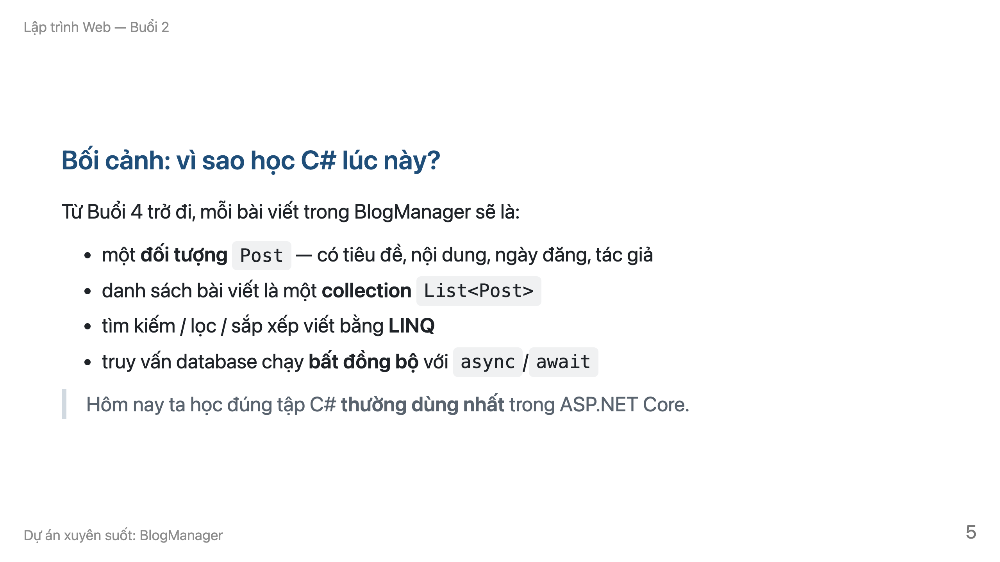 Lập trình Web — Buổi 2
Bối cảnh: vì sao học C# lúc này?
Từ Buổi 4 trở đi, mỗi bài viết trong BlogManager sẽ là:
• một đối tượng Post — có tiêu đề, nội dung, ngày đăng, tác giả
• danh sách bài viết là một collection List<Post>
• tìm kiếm / lọc / sắp xếp viết bằng LINQ
• truy vấn database chạy bất đồng bộ với async/await
Hôm nay ta học đúng tập C# thường dùng nhất trong ASP.NET Core.
Dự án xuyên suốt: BlogManager
5